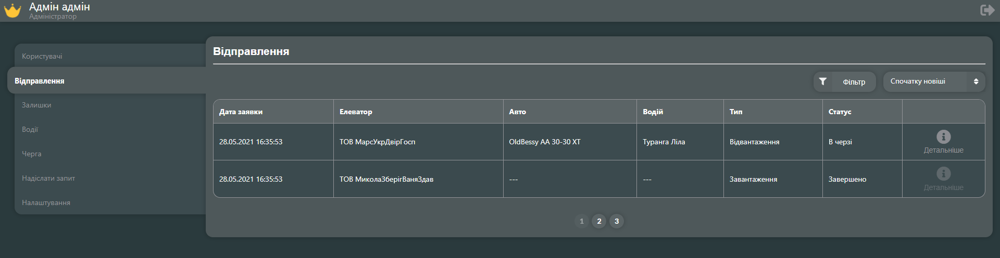 Адмін адмін
Адміністратор
Користувачі
Відправлення
Залишки
Водії
Черга
Надіслати запит
Налаштування
Відправлення
Фільтр
Спочатку новіші
Дата заявки Елеватор Авто Водій Тип Статус
28.05.2021 16:35:53 ТОВ МарсУкрДвірГосп OldBessy АА 30-30 ХТ Туранга Ліла Відвантаження В черзі
Детальніше
28.05.2021 16:35:53 ТОВ МиколаЗберігВаняЗдав --- --- Завантаження Завершено
Детальніше
1 2 3